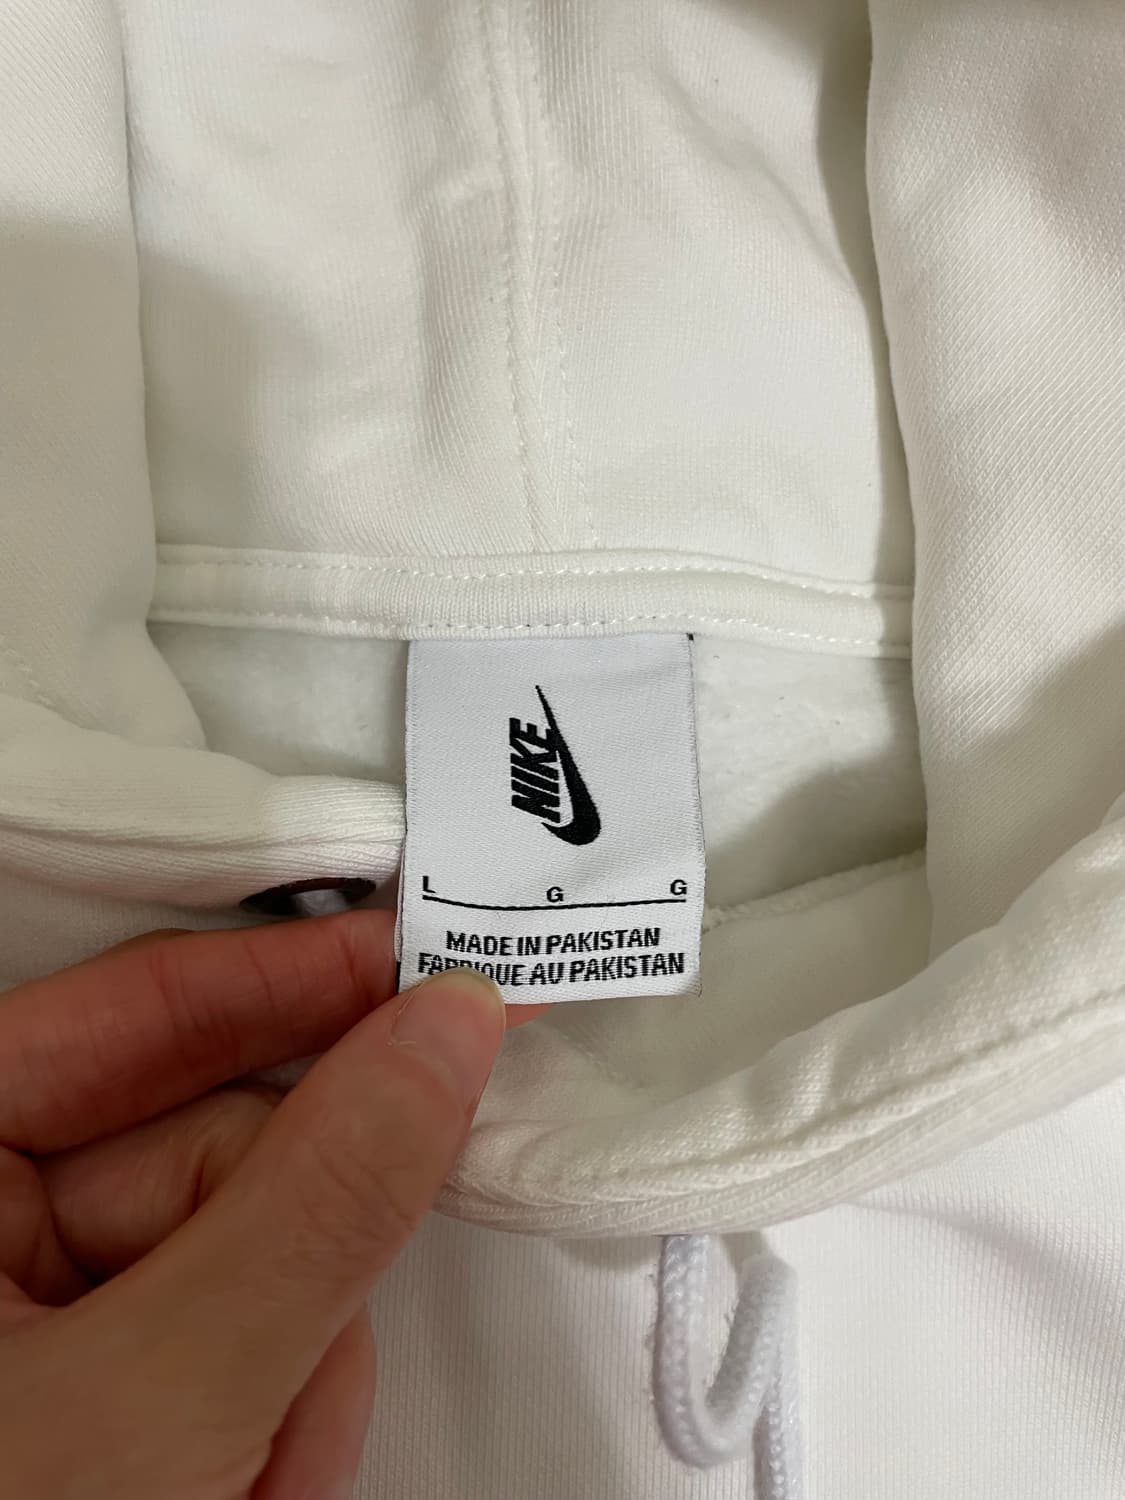 NIKE
L G G
MADE IN PAKISTAN
FABRIQUE AU PAKISTAN